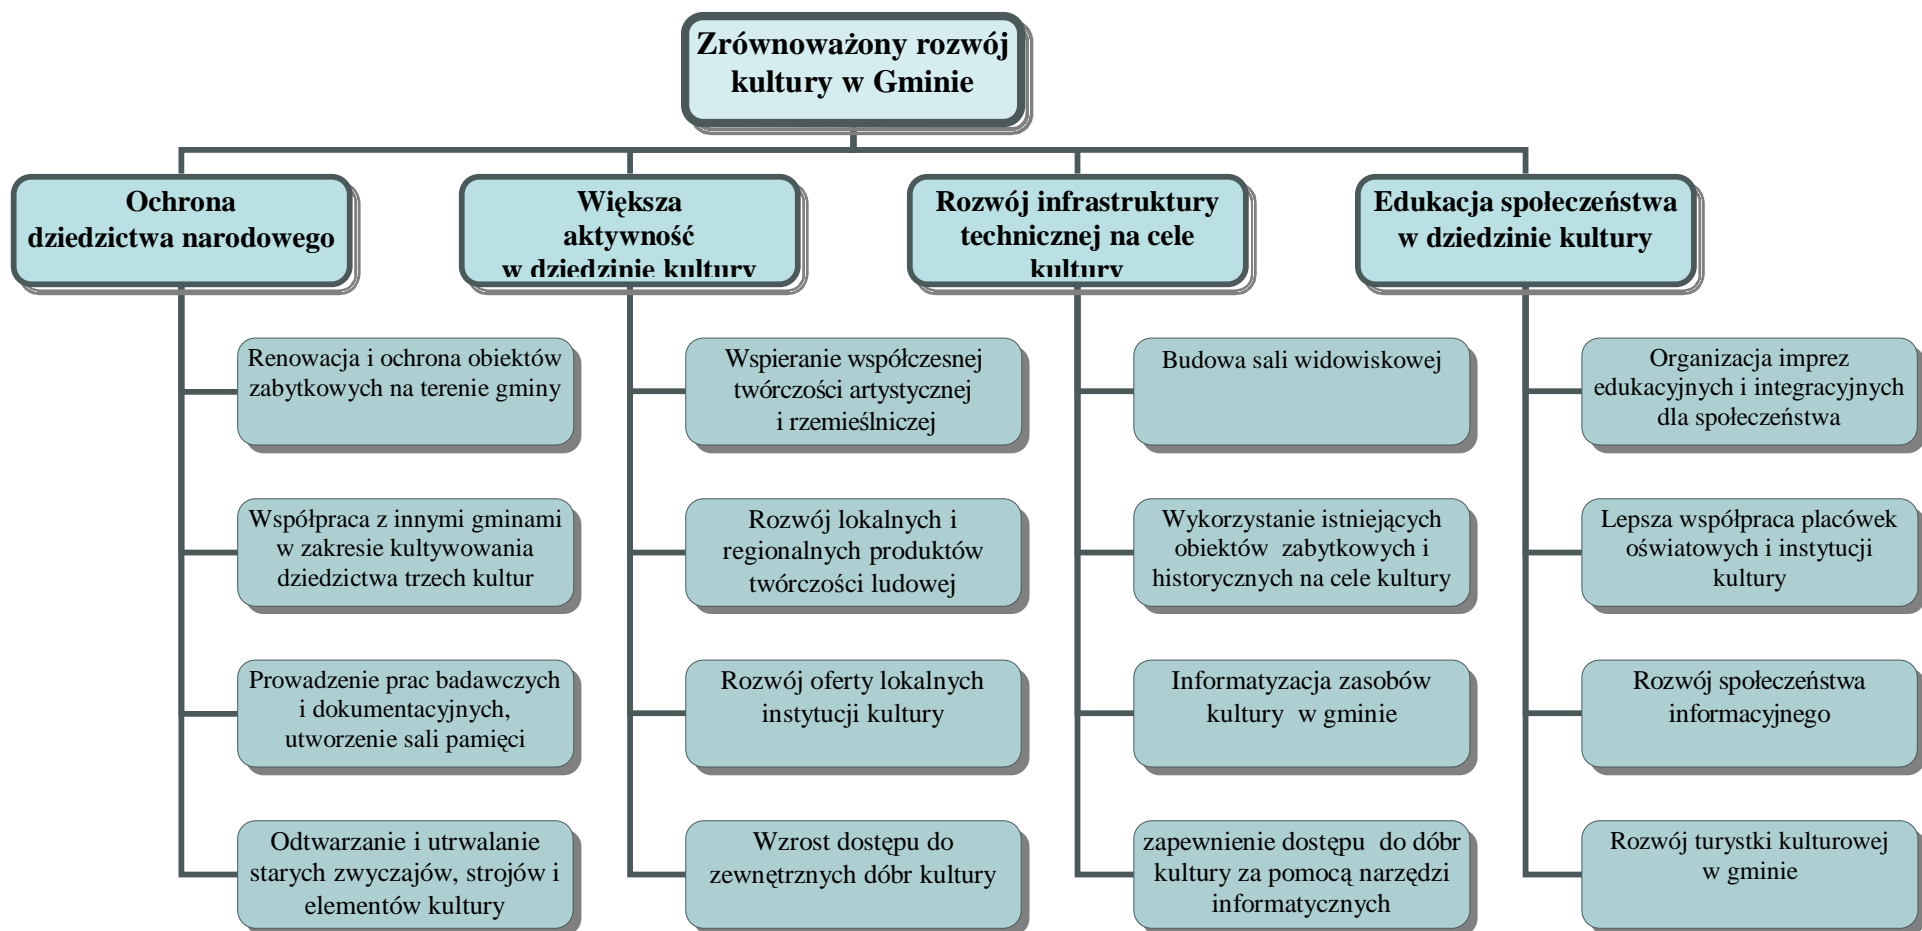 Zrównoważony rozwój
kultury w Gminie
Ochrona
dziedzictwa narodowego
Większa
aktywność
w dziedzinie kultury
Rozwój infrastruktury
technicznej na cele
kultury
Edukacja społeczeństwa
w dziedzinie kultury
Renowacja i ochrona obiektów
zabytkowych na terenie gminy
Współpraca z innymi gminami
w zakresie kultywowania
dziedzictwa trzech kultur
Prowadzenie prac badawczych
i dokumentacyjnych,
utworzenie sali pamięci
Odtwarzanie i utrwalanie
starych zwyczajów, strojów i
elementów kultury
Wspieranie współczesnej
twórczości artystycznej
i rzemieślniczej
Rozwój lokalnych i
regionalnych produktów
twórczości ludowej
Rozwój oferty lokalnych
instytucji kultury
Wzrost dostępu do
zewnętrznych dóbr kultury
Budowa sali widowiskowej
Wykorzystanie istniejących
obiektów zabytkowych i
historycznych na cele kultury
Informatyzacja zasobów
kultury w gminie
zapewnienie dostępu do dóbr
kultury za pomocą narzędzi
informatycznych
Organizacja imprez
edukacyjnych i integracyjnych
dla społeczeństwa
Lepsza współpraca placówek
oświatowych i instytucji
kultury
Rozwój społeczeństwa
informacyjnego
Rozwój turystki kulturowej
w gminie